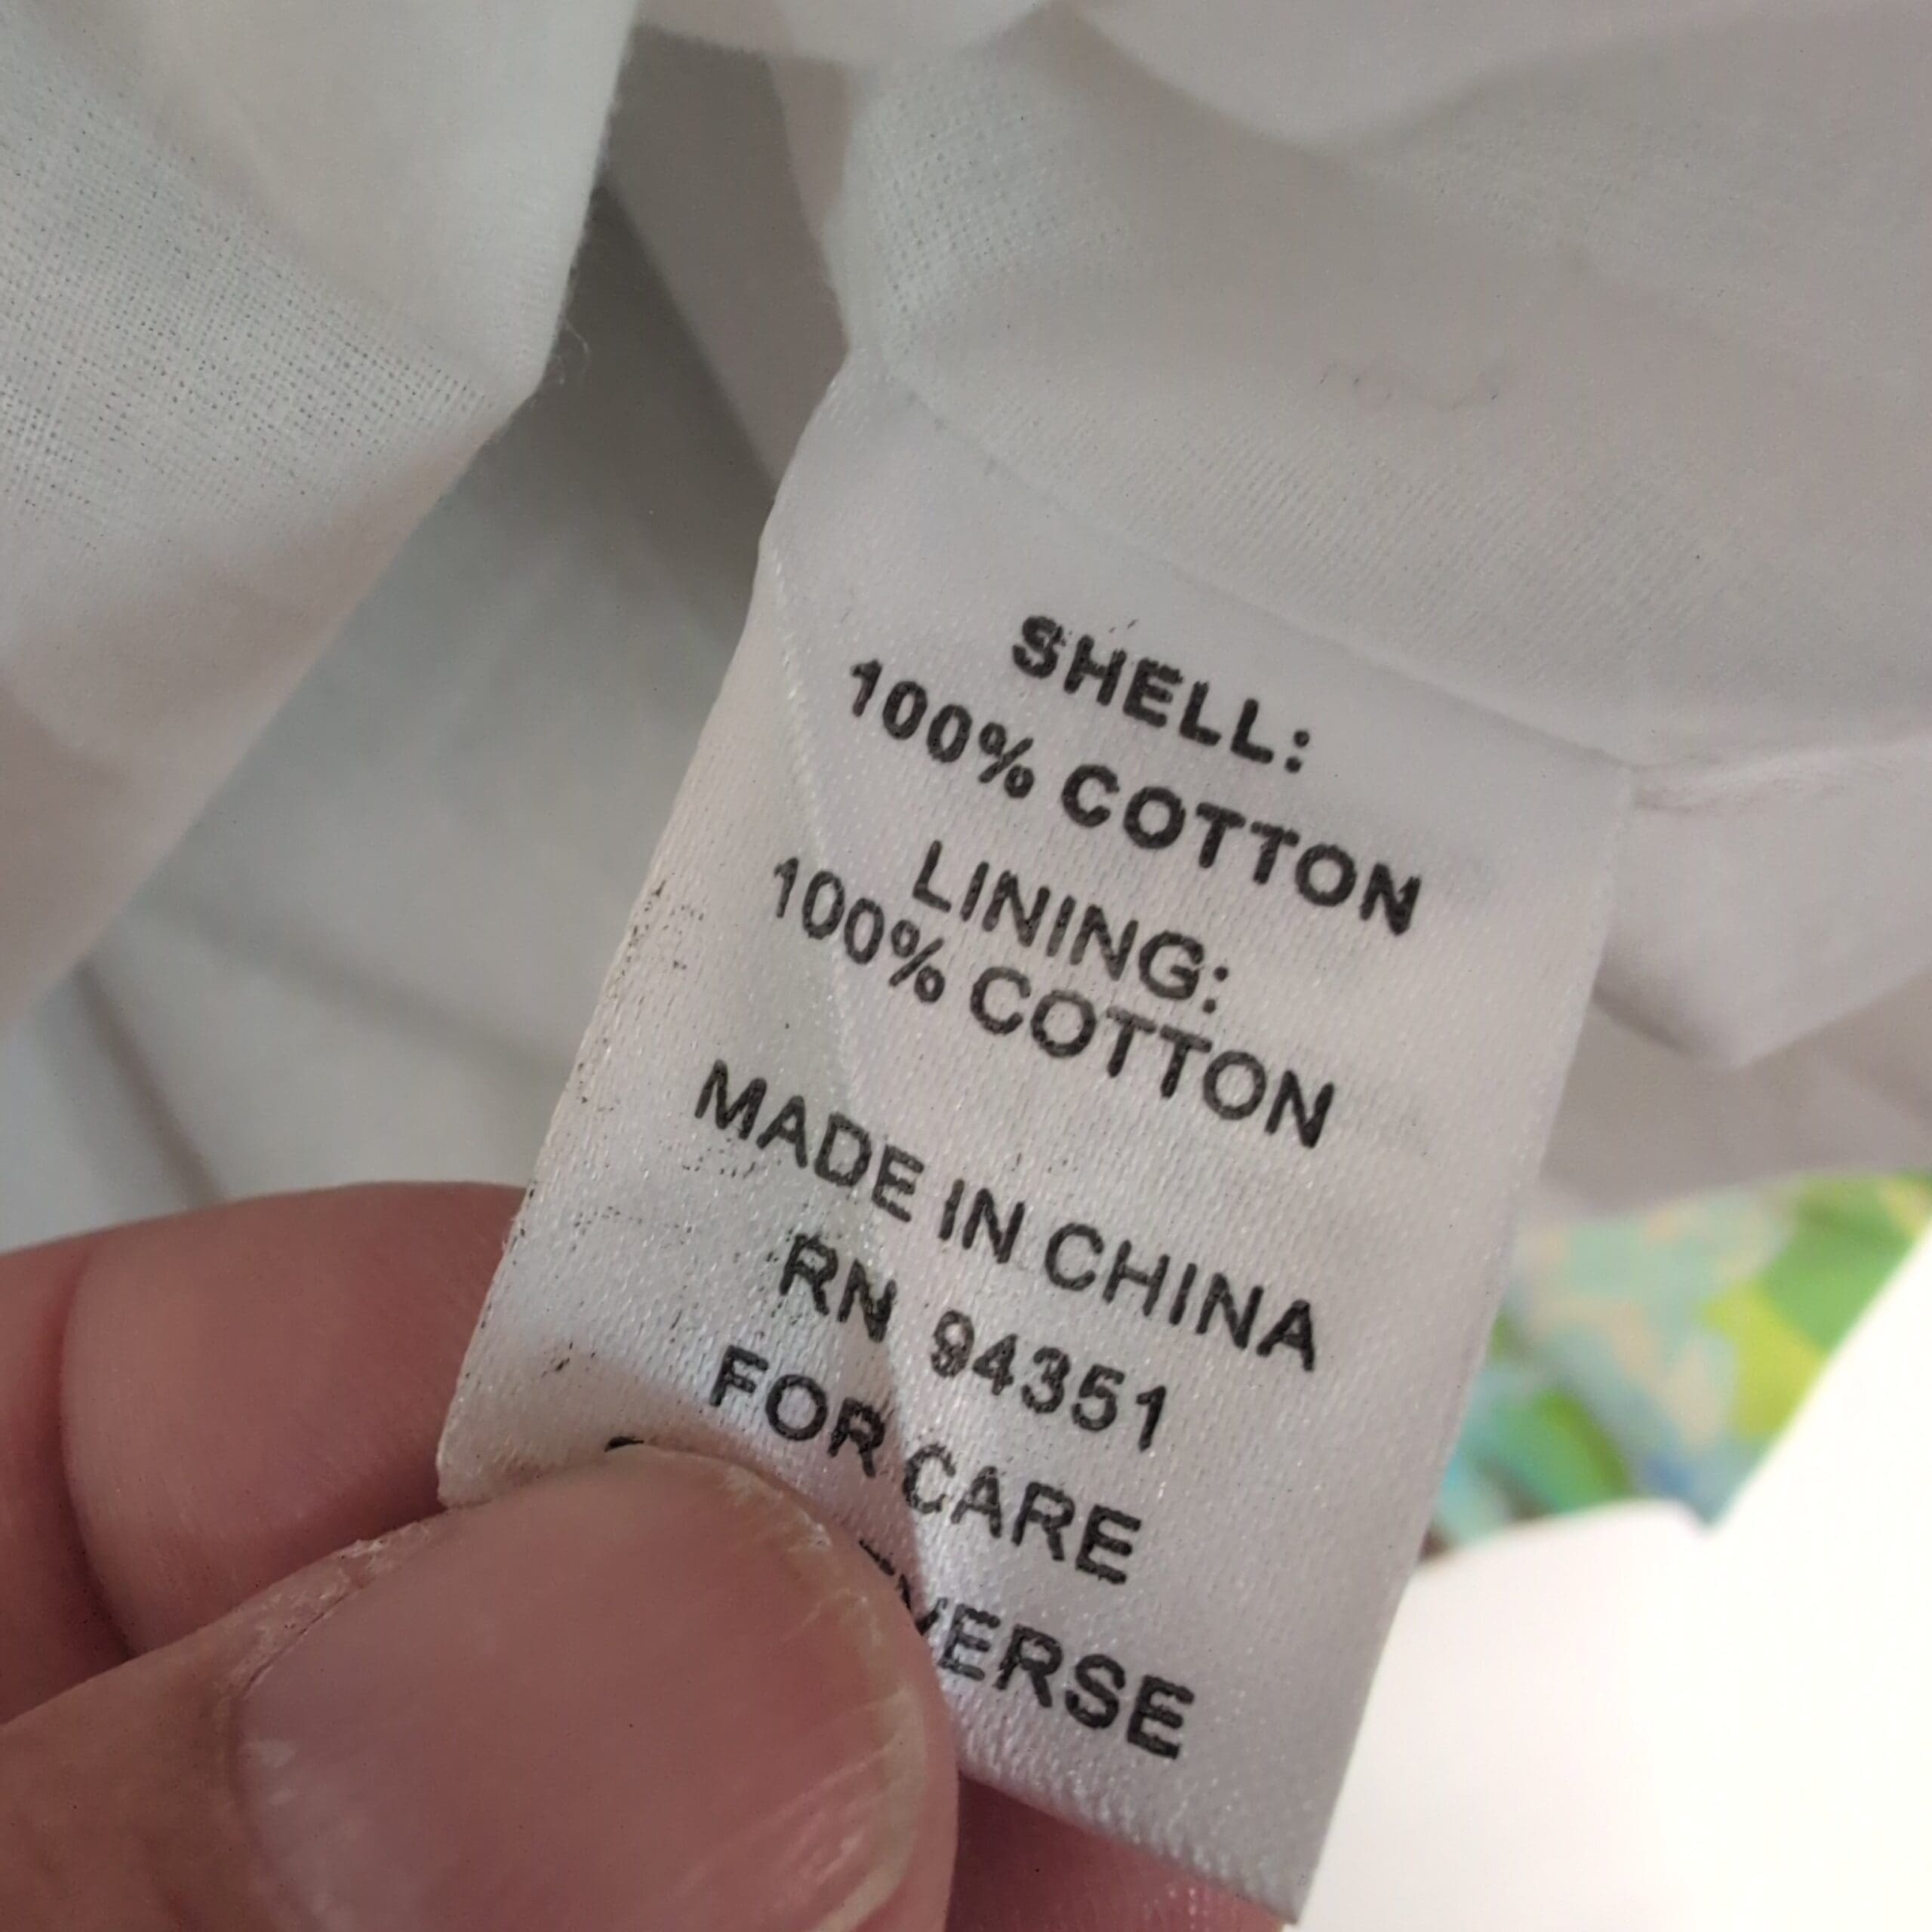 SHELL:
100% COTTON
LINING:
100% COTTON
MADE IN CHINA
RN 94351
FOR CARE